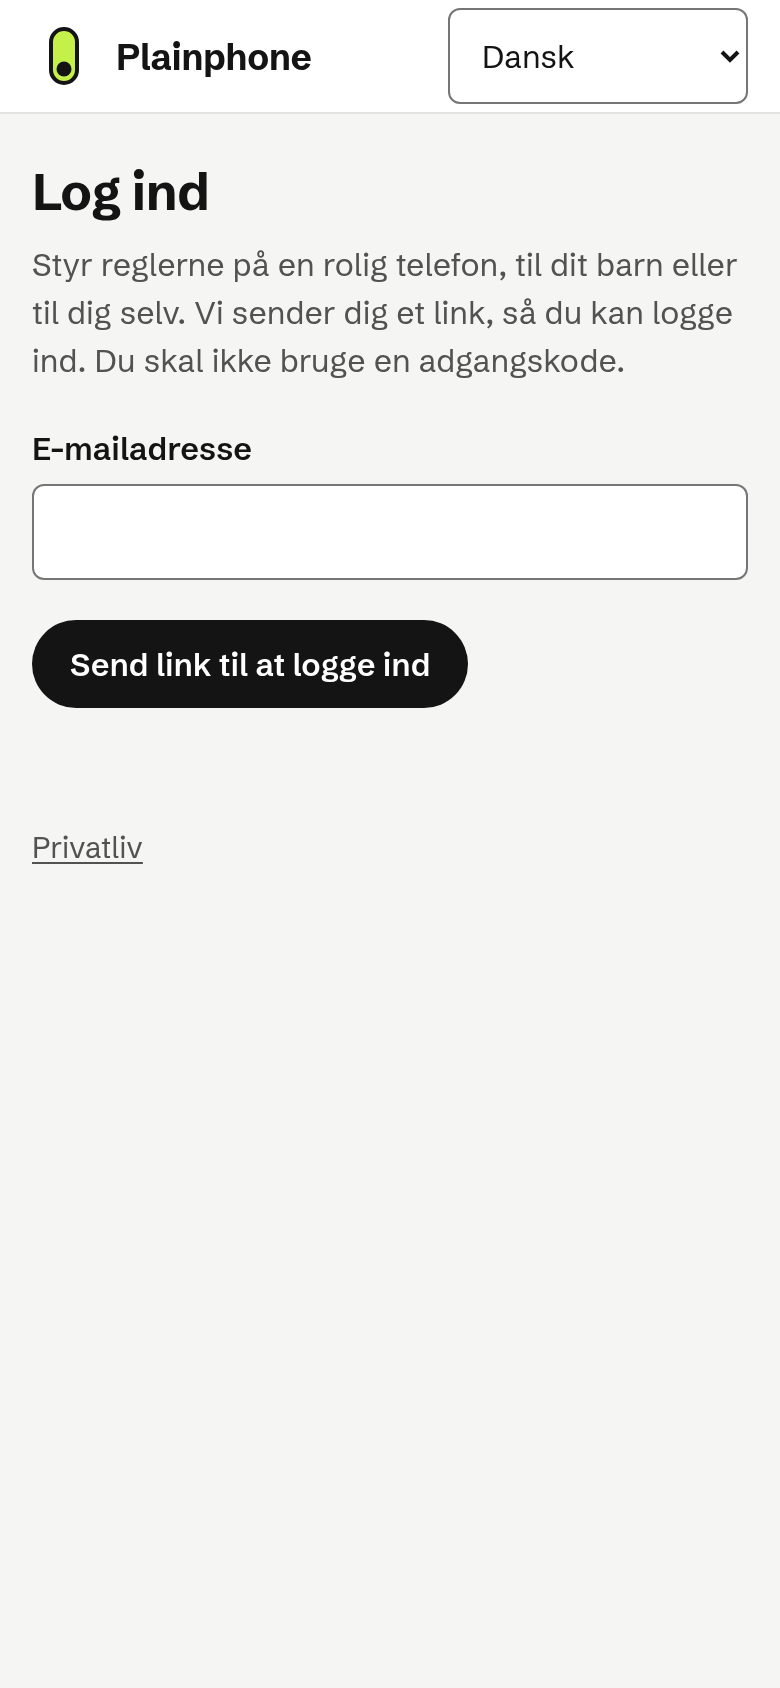 Plainphone
Dansk
Log ind
Styr reglerne på en rolig telefon, til dit barn eller
til dig selv. Vi sender dig et link, så du kan logge
ind. Du skal ikke bruge en adgangskode.
E-mailadresse
Send link til at logge ind
Privatliv